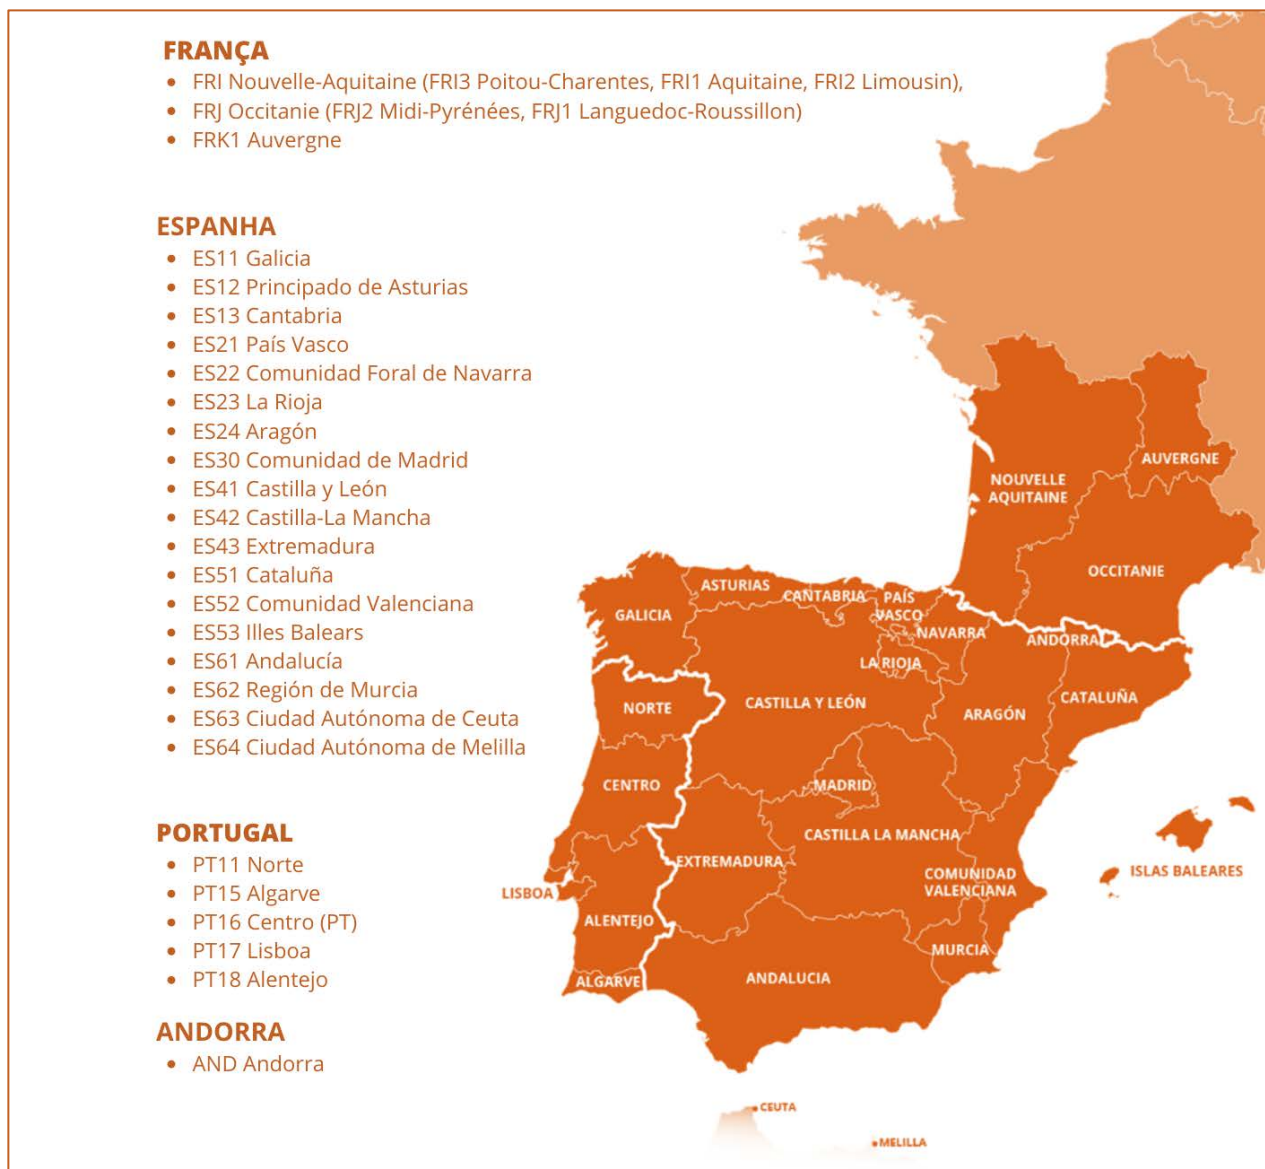 FRANÇA
• FRI Nouvelle-Aquitaine (FRI3 Poitou-Charentes, FRI1 Aquitaine, FRI2 Limousin),
• FRJ Occitanie (FRJ2 Midi-Pyrénées, FRJ1 Languedoc-Roussillon)
• FRK1 Auvergne
ESPANHA
• ES11 Galicia
• ES12 Principado de Asturias
• ES13 Cantabria
• ES21 País Vasco
• ES22 Comunidad Foral de Navarra
• ES23 La Rioja
• ES24 Aragón
• ES30 Comunidad de Madrid
• ES41 Castilla y León
• ES42 Castilla-La Mancha
• ES43 Extremadura
• ES51 Cataluña
• ES52 Comunidad Valenciana
• ES53 Illes Balears
• ES61 Andalucía
• ES62 Región de Murcia
• ES63 Ciudad Autónoma de Ceuta
• ES64 Ciudad Autónoma de Melilla
PORTUGAL
• PT11 Norte
• PT15 Algarve
• PT16 Centro (PT)
• PT17 Lisboa
• PT18 Alentejo
ANDORRA
• AND Andorra
AUVERGNE
NOUVELLE
AQUITAINE
OCCITANIE
ASTURIAS
CANTABRIA
PAÍS
VASCO
GALICIA
NAVARRA
ANDORRA
LA RIOJA
CATALUÑA
CASTILLA Y LEÓN
NORTE
ARAGÓN
CENTRO
MADRID
CASTILLA LA MANCHA
EXTREMADURA
ISLAS BALEARES
COMUNIDAD
VALENCIANA
LISBOA
ALENTEJO
MURCIA
ANDALUCIA
ALGARVE
CEUTA
MELILLA